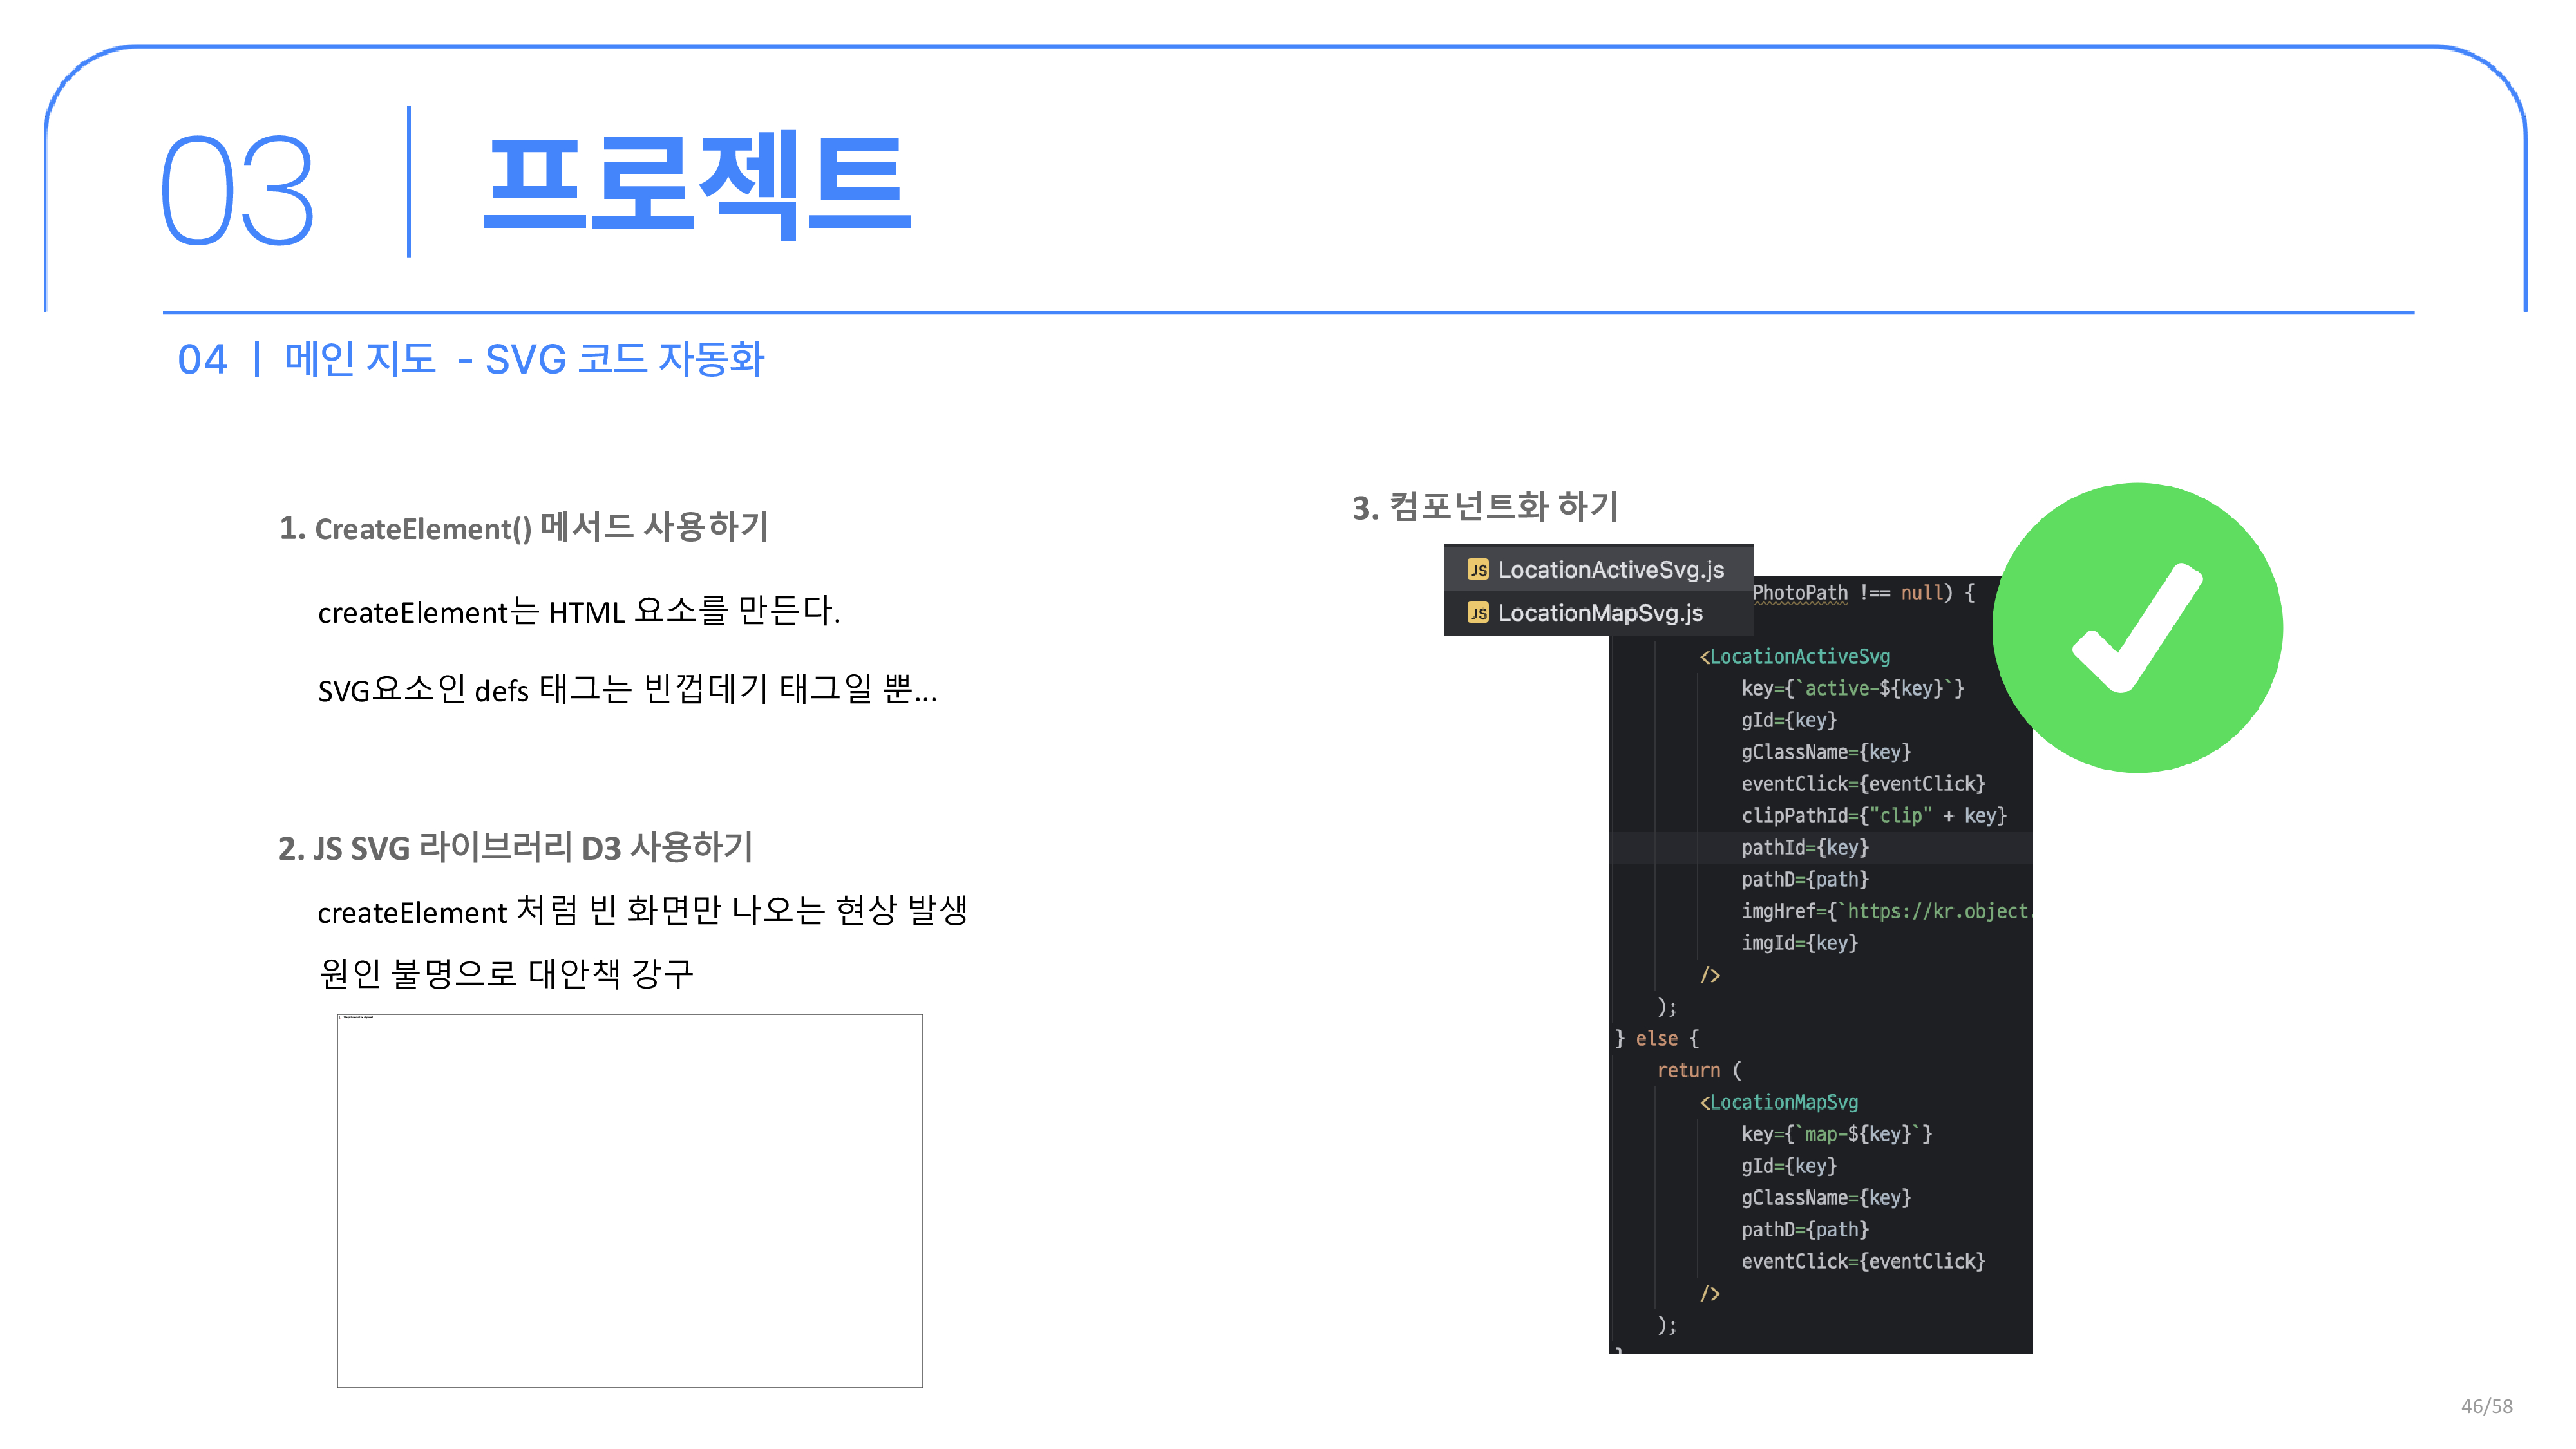 03
프로젝트
04 | 메인 지도 - SVG 코드 자동화
1. CreateElement() 메서드 사용하기
createElement는 HTML 요소를 만든다.
SVG요소인 defs 태그는 빈껍데기 태그일 뿐...
2. JS SVG 라이브러리 D3 사용하기
createElement 처럼 빈 화면만 나오는 현상 발생
원인 불명으로 대안책 강구
3. 컴포넌트화 하기
JS LocationActiveSvg.js
JS LocationMapSvg.js
PhotoPath !== null) {
<LocationActiveSvg
key={`active-${key}`}
gId={key}
gClassName={key}
eventClick={eventClick}
clipPathId={"clip" + key}
pathId={key}
pathD={path}
imgHref={`https://kr.object.
imgId={key}
/>
);
} else {
return (
<LocationMapSvg
key={`map-${key}`}
gId={key}
gClassName={key}
pathD={path}
eventClick={eventClick}
/>
);
46/58